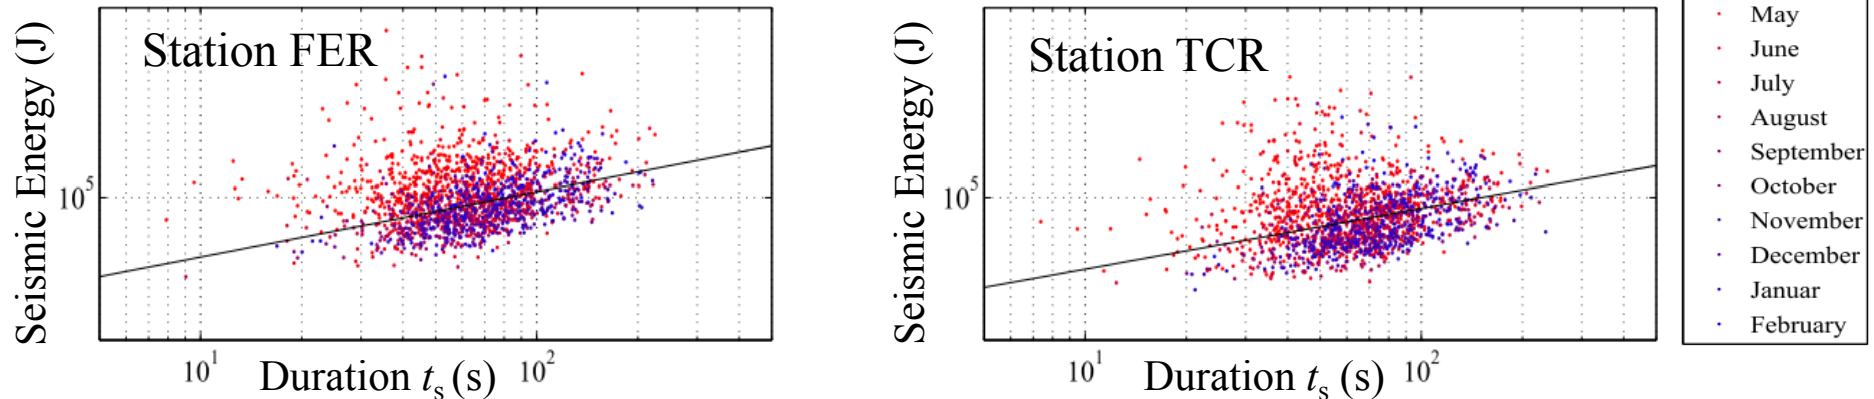 Station FER
Seismic Energy (J)
10^5
10^1
10^2
Duration t_s (s)
Station TCR
Seismic Energy (J)
10^5
10^1
10^2
Duration t_s (s)
May
June
July
August
September
October
November
December
Januar
February